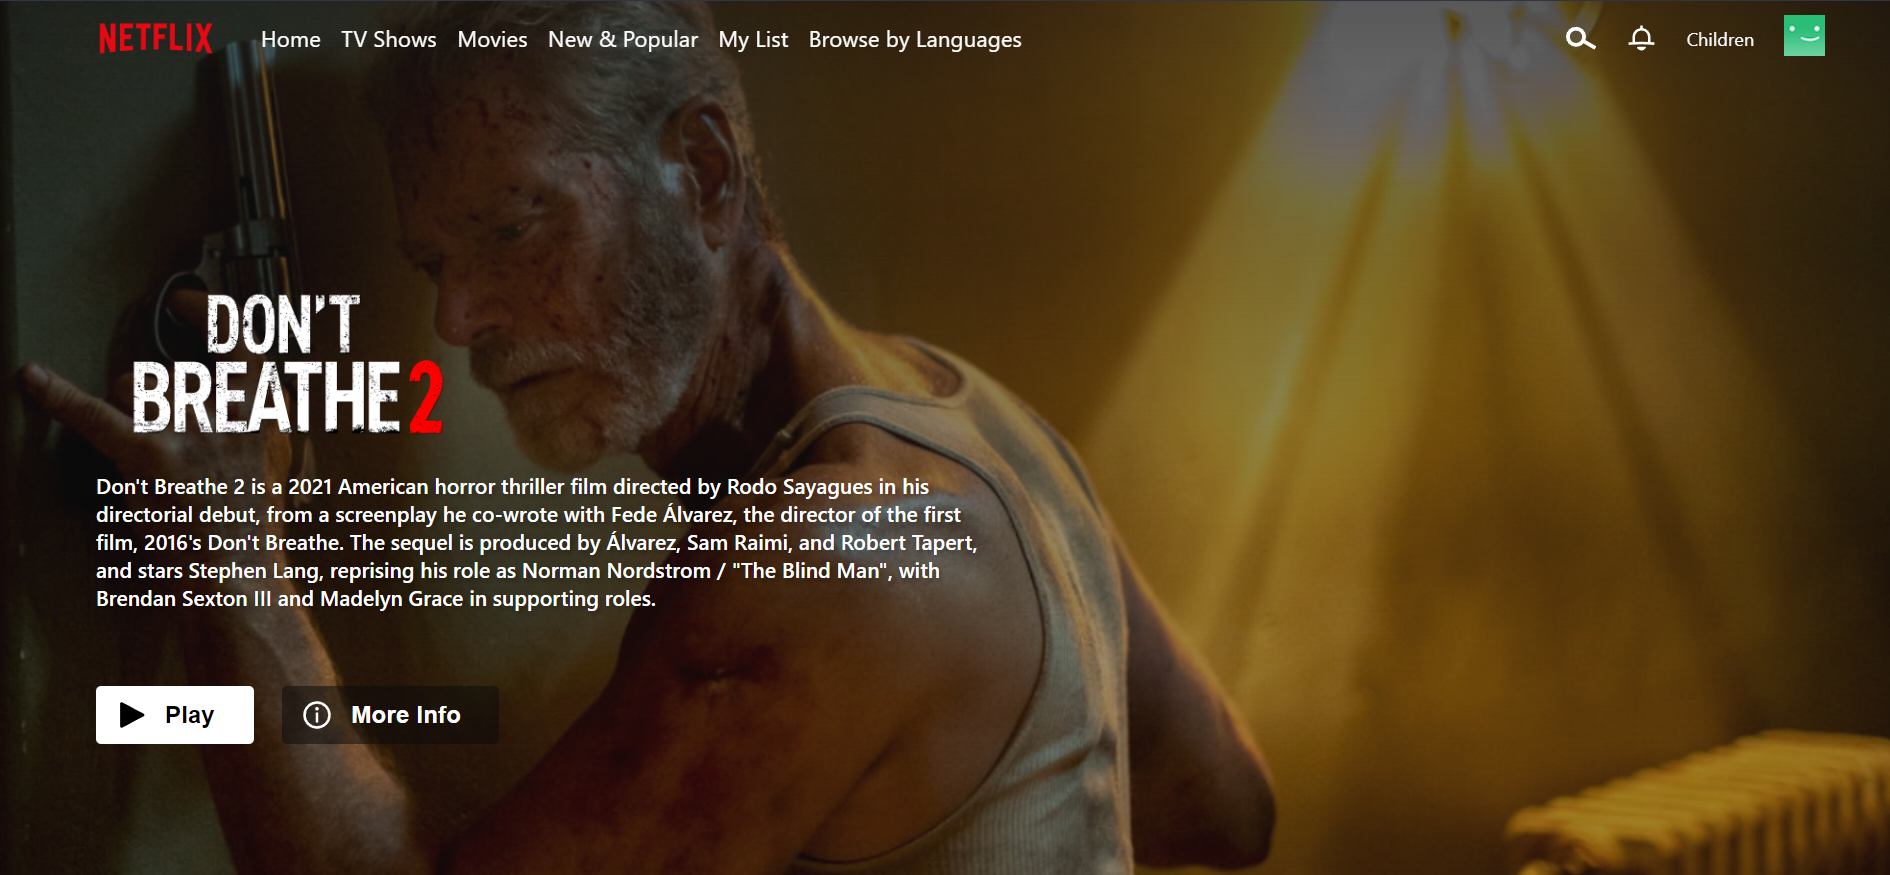 NETFLIX Home TV Shows Movies New & Popular My List Browse by Languages Children
DON'T
BREATHE 2
Don't Breathe 2 is a 2021 American horror thriller film directed by Rodo Sayagues in his
directorial debut, from a screenplay he co-wrote with Fede Álvarez, the director of the first
film, 2016's Don't Breathe. The sequel is produced by Álvarez, Sam Raimi, and Robert Tapert,
and stars Stephen Lang, reprising his role as Norman Nordstrom / "The Blind Man", with
Brendan Sexton III and Madelyn Grace in supporting roles.
Play More Info